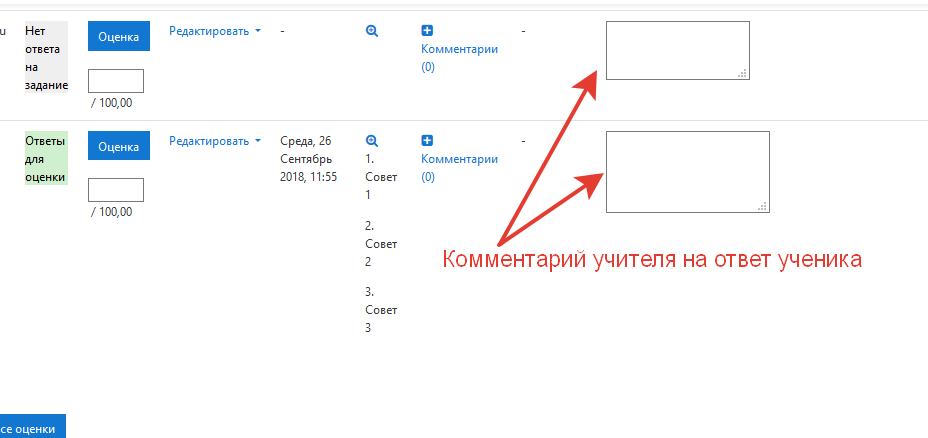 u
Нет
ответа
на
задание
Оценка
/ 100,00
Редактировать
-
Комментарии
(0)
-
Ответы
для
оценки
Оценка
/ 100,00
Редактировать
Среда, 26
Сентябрь
2018, 11:55
1.
Совет
1
2.
Совет
2
3.
Совет
3
Комментарии
(0)
-
Комментарий учителя на ответ ученика
се оценки